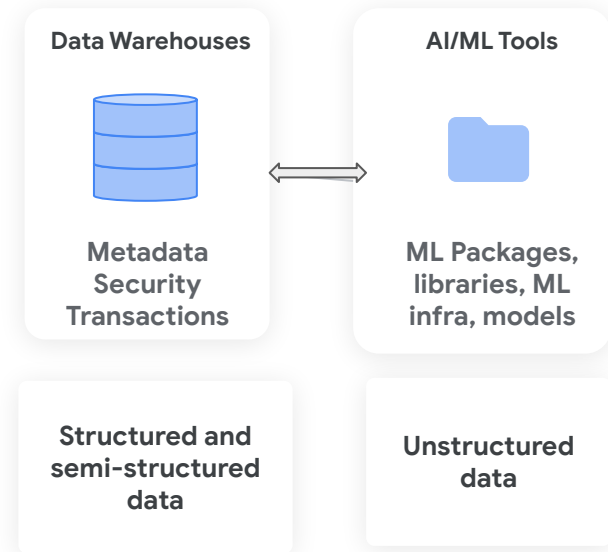 Data Warehouses
Metadata
Security
Transactions
AI/ML Tools
ML Packages,
libraries, ML
infra, models
Structured and
semi-structured
data
Unstructured
data